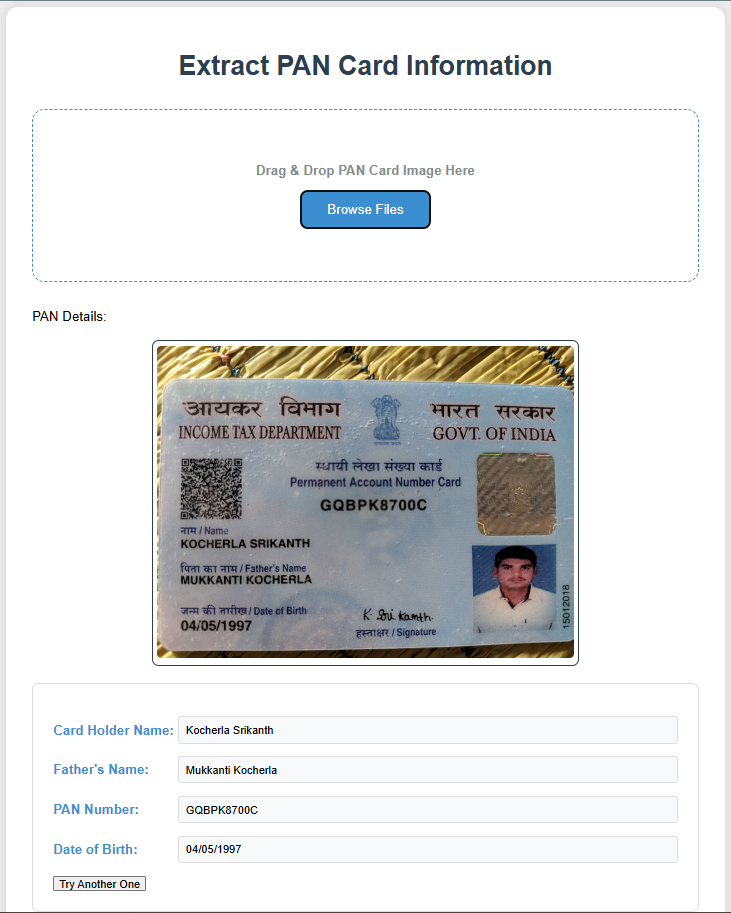 Extract PAN Card Information
Drag & Drop PAN Card Image Here
Browse Files
PAN Details:
आयकर विभाग
INCOME TAX DEPARTMENT
भारत सरकार
GOVT. OF INDIA
स्थायी लेखा संख्या कार्ड
Permanent Account Number Card
GQBPK8700C
नाम / Name
KOCHERLA SRIKANTH
पिता का नाम / Father's Name
MUKKANTI KOCHERLA
जन्म की तारीख / Date of Birth
04/05/1997
K. Sri Kanth
हस्ताक्षर / Signature
15012018
Card Holder Name: Kocherla Srikanth
Father's Name: Mukkanti Kocherla
PAN Number: GQBPK8700C
Date of Birth: 04/05/1997
Try Another One